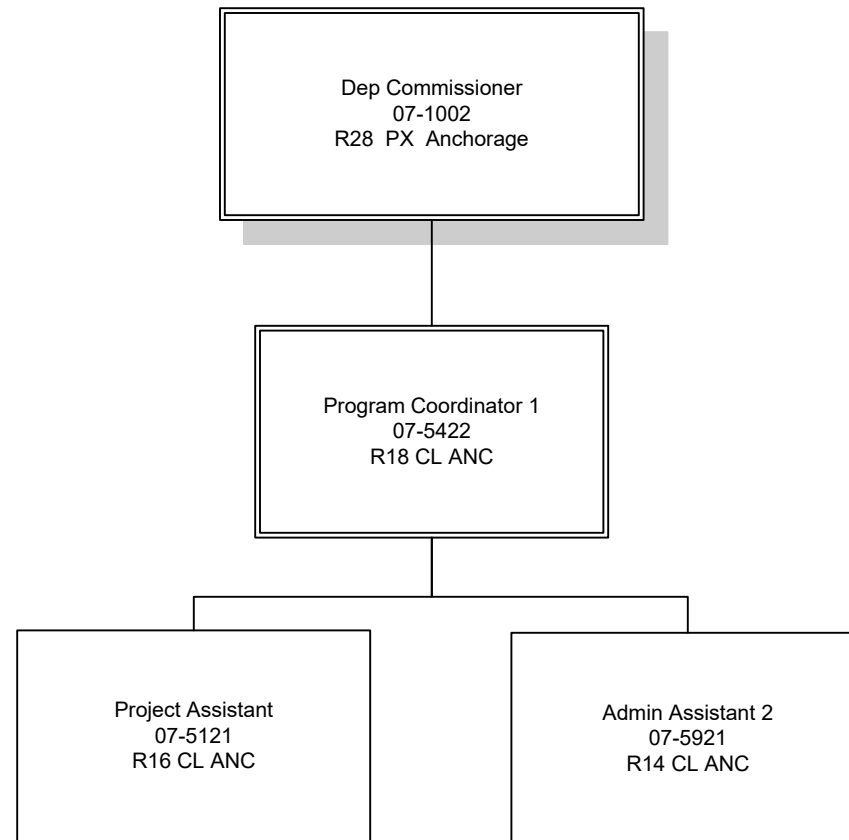 Dep Commissioner
07-1002
R28 PX Anchorage
Program Coordinator 1
07-5422
R18 CL ANC
Project Assistant
07-5121
R16 CL ANC
Admin Assistant 2
07-5921
R14 CL ANC